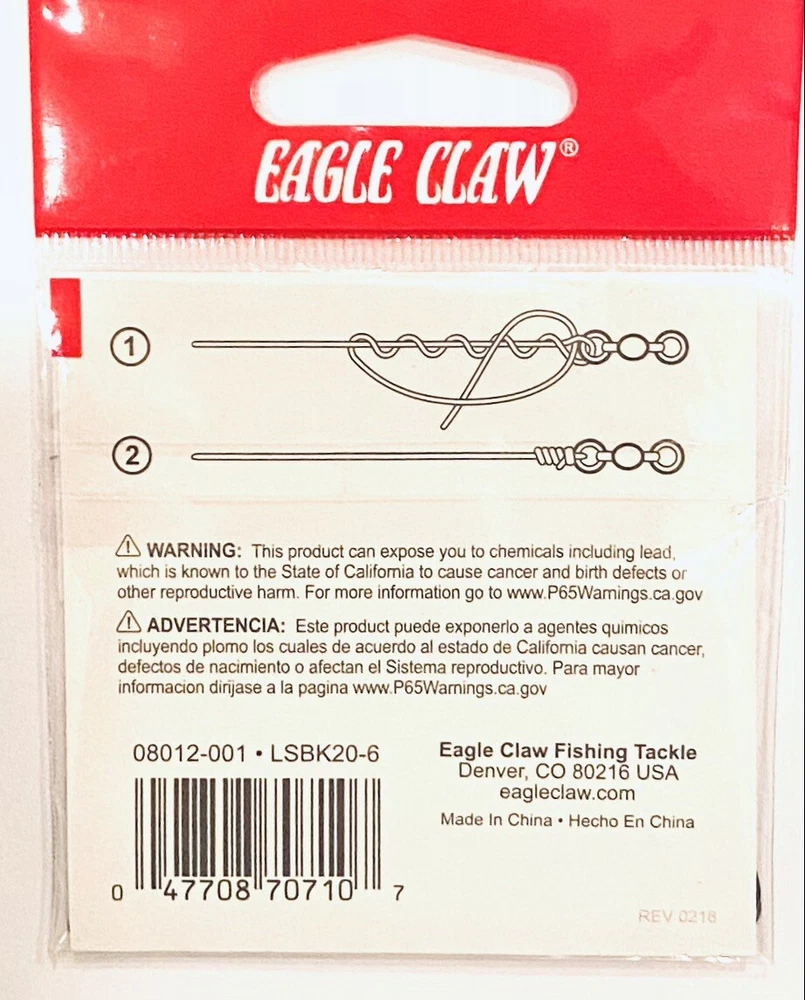 EAGLE CLAW®
1
2
⚠ WARNING: This product can expose you to chemicals including lead,
which is known to the State of California to cause cancer and birth defects or
other reproductive harm. For more information go to www.P65Warnings.ca.gov
⚠ ADVERTENCIA: Este product puede exponerlo a agentes quimicos
incluyendo plomo los cuales de acuerdo al estado de California causan cancer,
defectos de nacimiento o afectan el Sistema reproductivo. Para mayor
informacion dirijase a la pagina www.P65Warnings.ca.gov
08012-001 • LSBK20-6
0 47708 70710 7
Eagle Claw Fishing Tackle
Denver, CO 80216 USA
eagleclaw.com
Made In China • Hecho En China
REV 0218